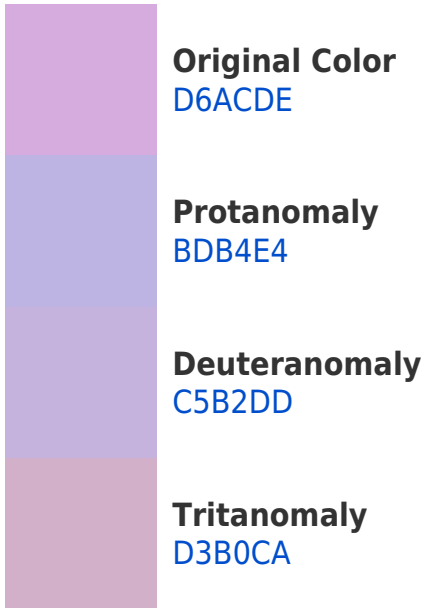 Original Color
D6ACDE
Protanomaly
BDB4E4
Deuteranomaly
C5B2DD
Tritanomaly
D3B0CA